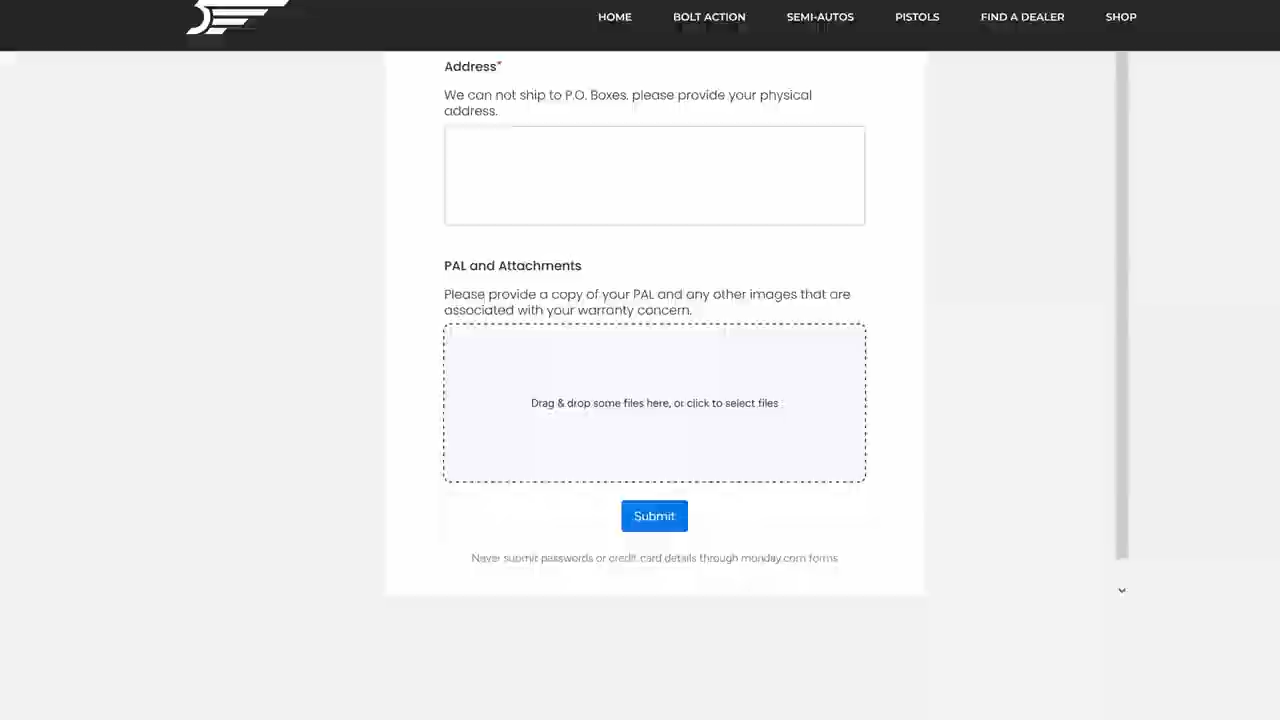 HOME BOLT ACTION SEMI-AUTOS PISTOLS FIND A DEALER SHOP
Address*
We can not ship to P.O. Boxes. please provide your physical
address.
PAL and Attachments
Please provide a copy of your PAL and any other images that are
associated with your warranty concern.
Drag & drop some files here, or click to select files
Submit
Never submit passwords or credit card details through monday.com forms